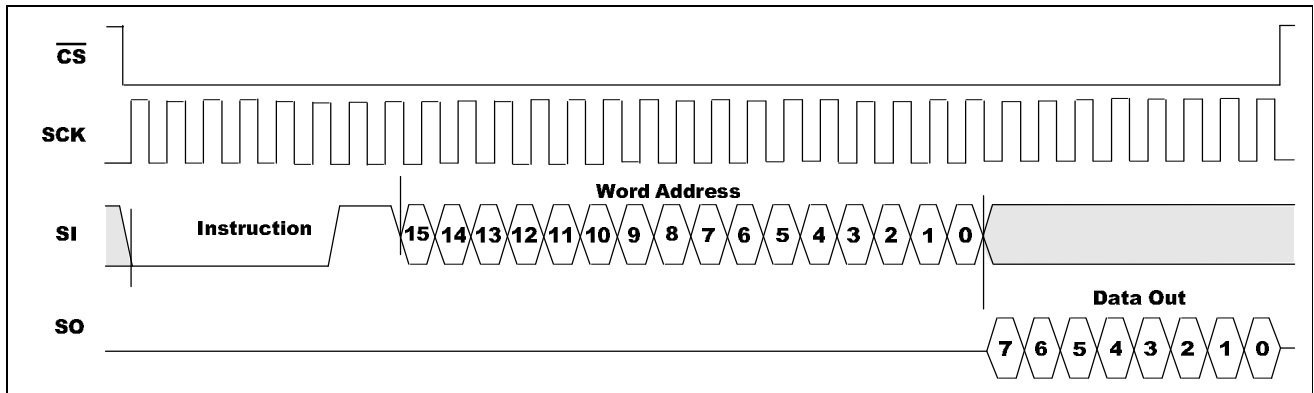 CS
SCK
Word Address
SI Instruction 15 14 13 12 11 10 9 8 7 6 5 4 3 2 1 0
Data Out
SO 7 6 5 4 3 2 1 0